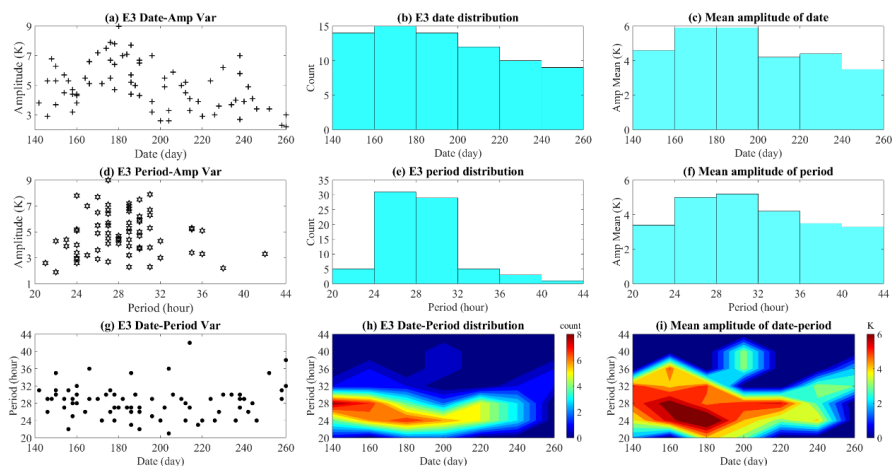 (a) E3 Date-Amp Var
Amplitude (K)
9
7
5
3
140 160 180 200 220 240 260
Date (day)
(b) E3 date distribution
Count
15
10
5
0
140 160 180 200 220 240 260
Date (day)
(c) Mean amplitude of date
Amp Mean (K)
6
4
2
0
140 160 180 200 220 240 260
Date (day)
(d) E3 Period-Amp Var
Amplitude (K)
9
7
5
3
1
20 24 28 32 36 40 44
Period (hour)
(e) E3 period distribution
Count
35
30
25
20
15
10
5
0
20 24 28 32 36 40 44
Period (hour)
(f) Mean amplitude of period
Amp Mean (K)
6
4
2
0
20 24 28 32 36 40 44
Period (hour)
(g) E3 Date-Period Var
Period (hour)
44
40
36
32
28
24
20
140 160 180 200 220 240 260
Date (day)
(h) E3 Date-Period distribution
count
Period (hour)
44
40
36
32
28
24
20
140 160 180 200 220 240 260
Date (day)
8
6
4
2
0
(i) Mean amplitude of date-period
K
Period (hour)
44
40
36
32
28
24
20
140 160 180 200 220 240 260
Date (day)
6
4
2
0